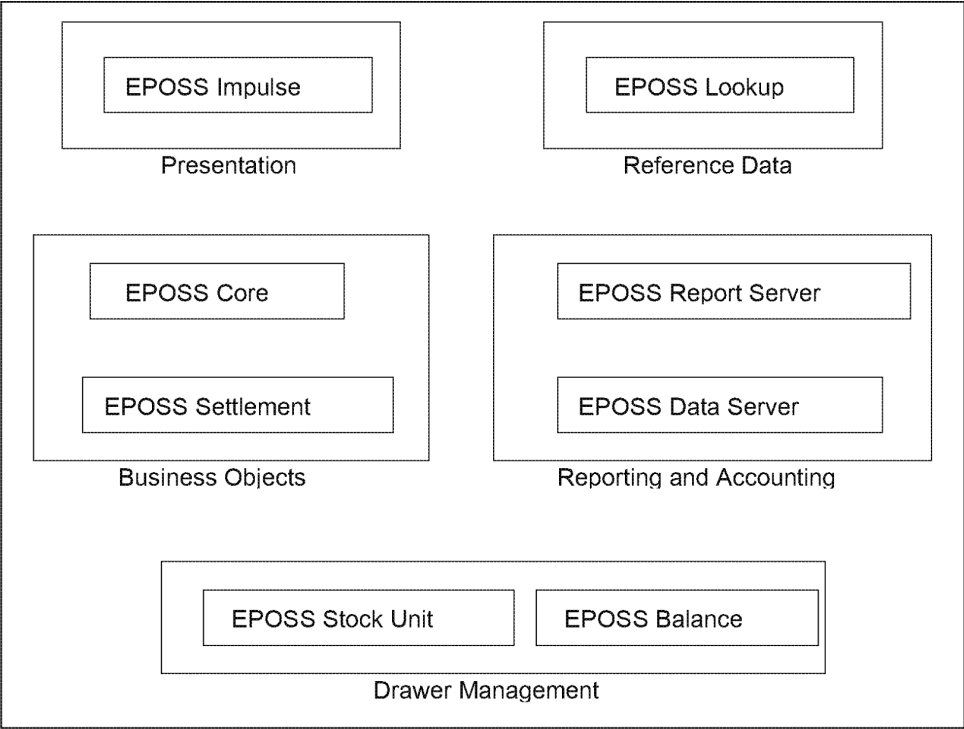 EPOSS Impulse
Presentation
EPOSS Lookup
Reference Data
EPOSS Core
EPOSS Settlement
Business Objects
EPOSS Report Server
EPOSS Data Server
Reporting and Accounting
EPOSS Stock Unit
EPOSS Balance
Drawer Management